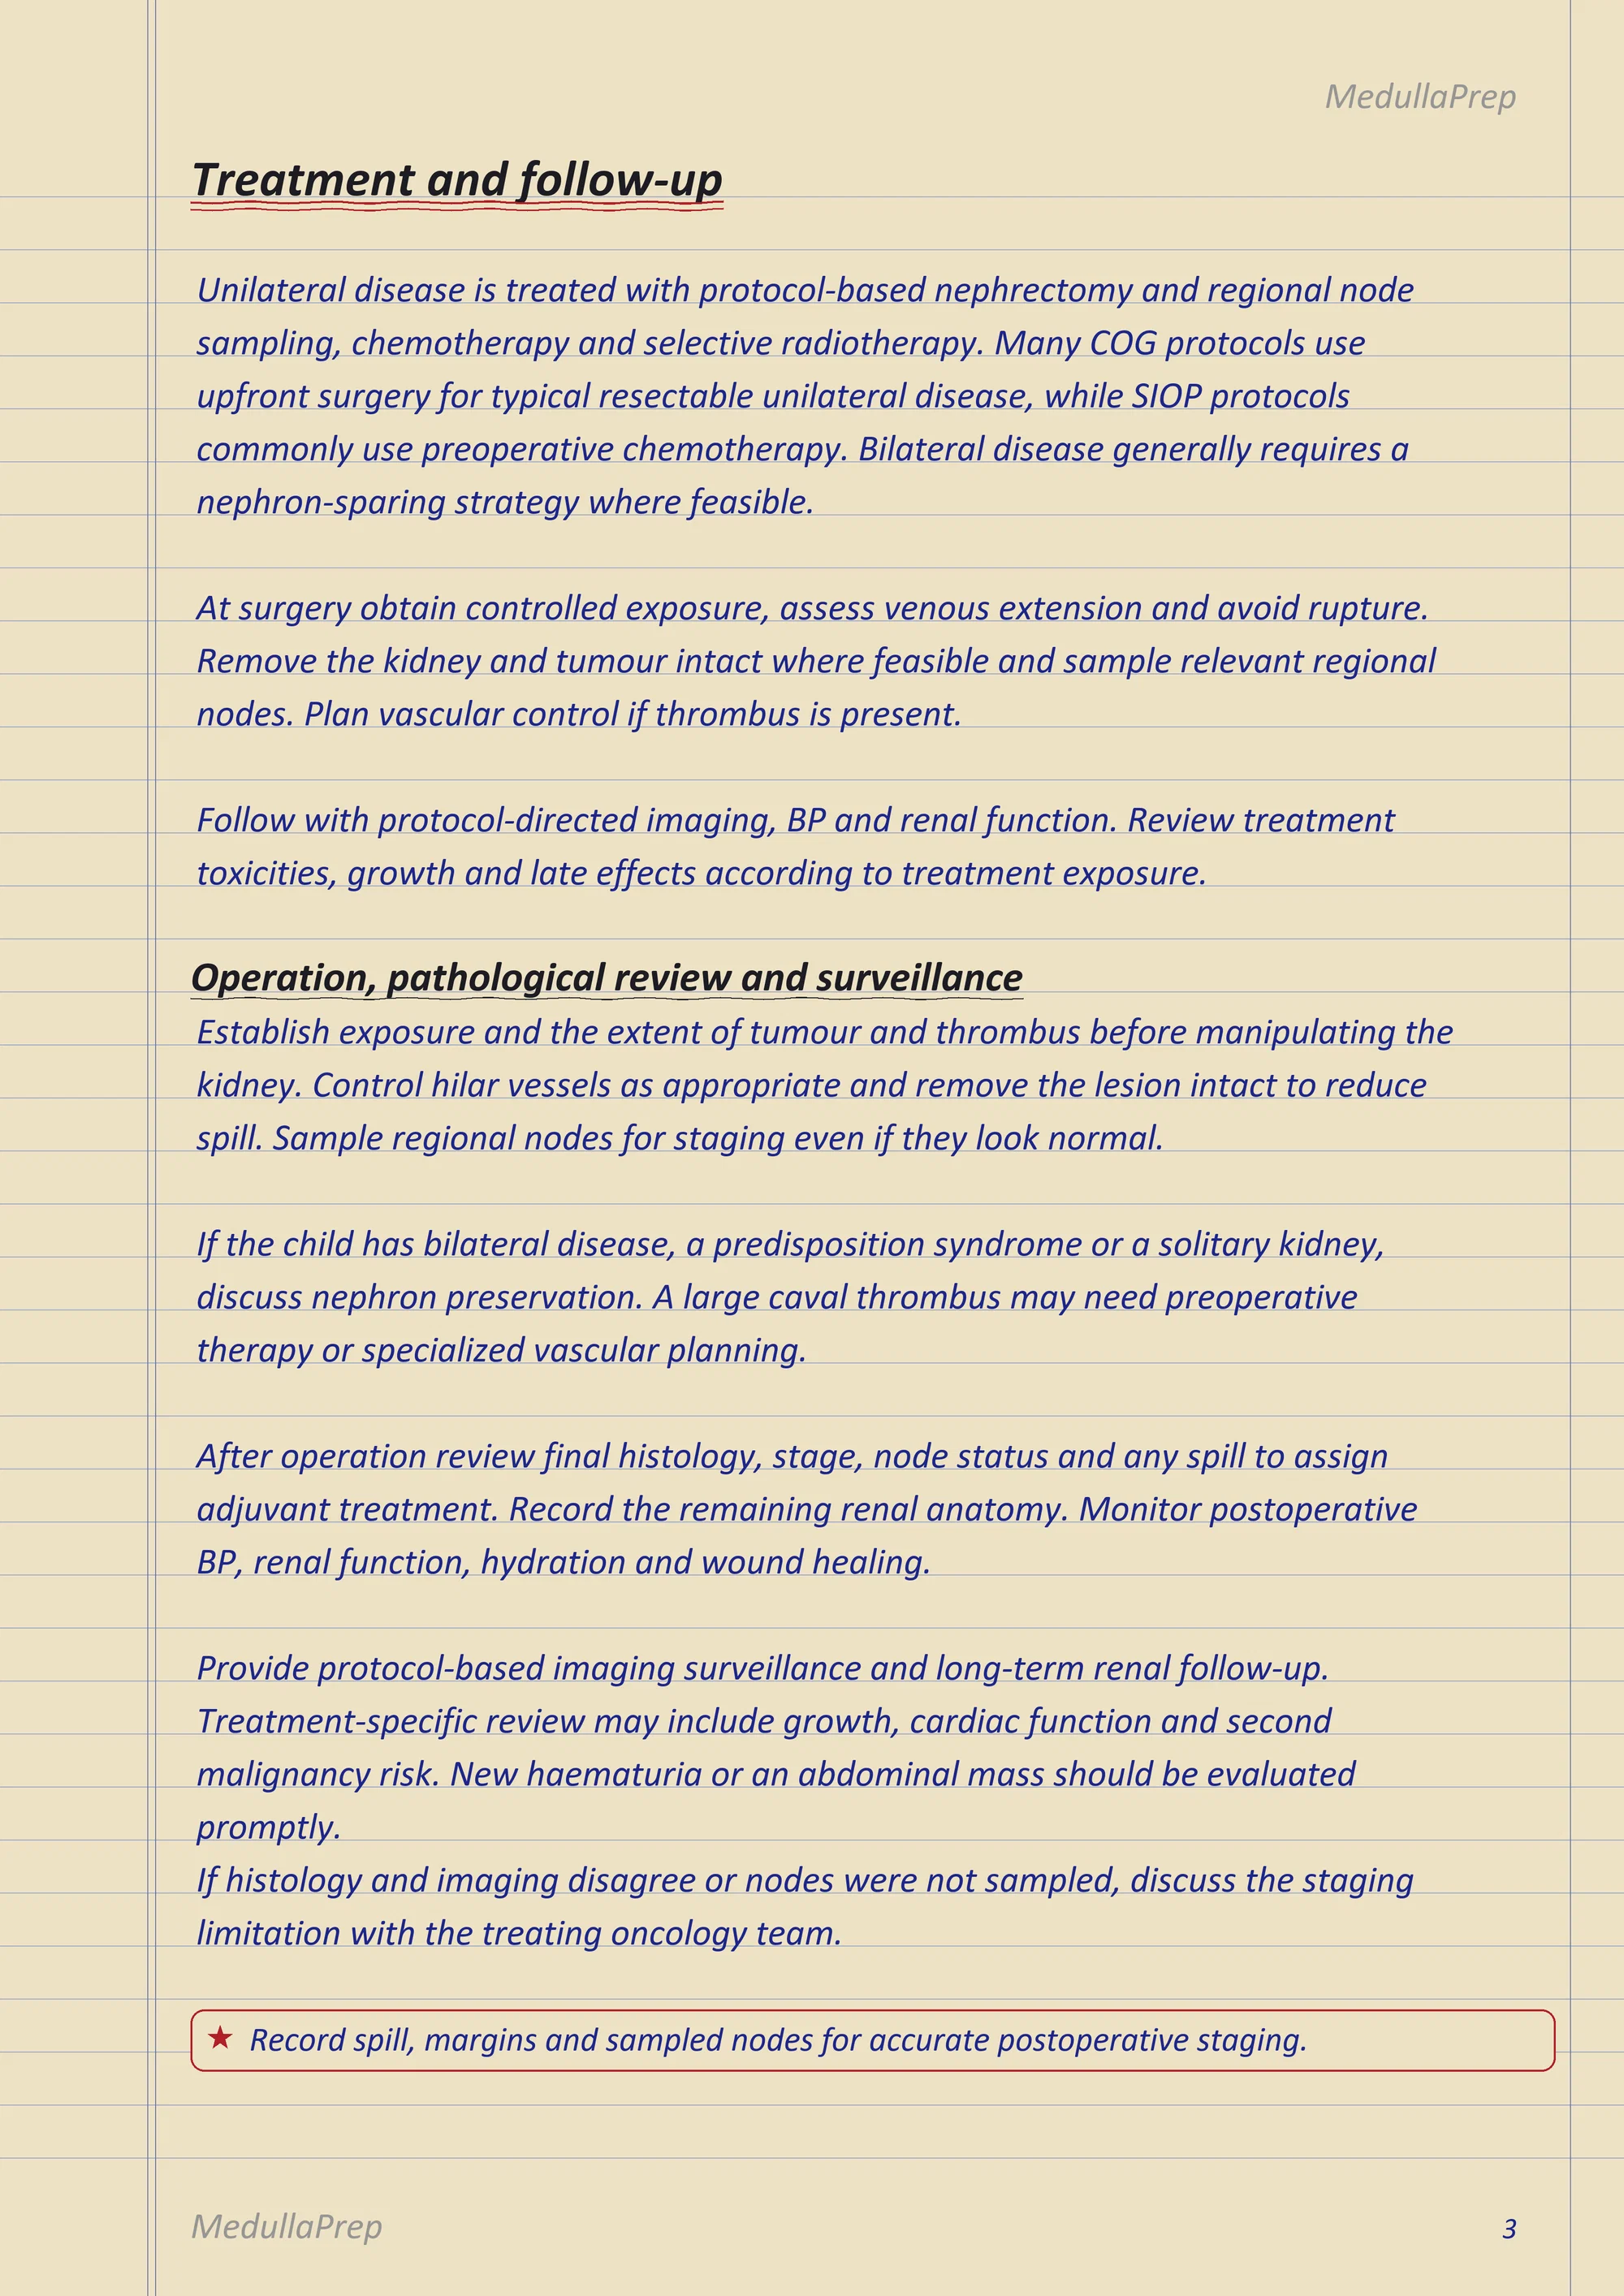 MedullaPrep
Treatment and follow-up
Unilateral disease is treated with protocol-based nephrectomy and regional node
sampling, chemotherapy and selective radiotherapy. Many COG protocols use
upfront surgery for typical resectable unilateral disease, while SIOP protocols
commonly use preoperative chemotherapy. Bilateral disease generally requires a
nephron-sparing strategy where feasible.
At surgery obtain controlled exposure, assess venous extension and avoid rupture.
Remove the kidney and tumour intact where feasible and sample relevant regional
nodes. Plan vascular control if thrombus is present.
Follow with protocol-directed imaging, BP and renal function. Review treatment
toxicities, growth and late effects according to treatment exposure.
Operation, pathological review and surveillance
Establish exposure and the extent of tumour and thrombus before manipulating the
kidney. Control hilar vessels as appropriate and remove the lesion intact to reduce
spill. Sample regional nodes for staging even if they look normal.
If the child has bilateral disease, a predisposition syndrome or a solitary kidney,
discuss nephron preservation. A large caval thrombus may need preoperative
therapy or specialized vascular planning.
After operation review final histology, stage, node status and any spill to assign
adjuvant treatment. Record the remaining renal anatomy. Monitor postoperative
BP, renal function, hydration and wound healing.
Provide protocol-based imaging surveillance and long-term renal follow-up.
Treatment-specific review may include growth, cardiac function and second
malignancy risk. New haematuria or an abdominal mass should be evaluated
promptly.
If histology and imaging disagree or nodes were not sampled, discuss the staging
limitation with the treating oncology team.
★ Record spill, margins and sampled nodes for accurate postoperative staging.
MedullaPrep
3